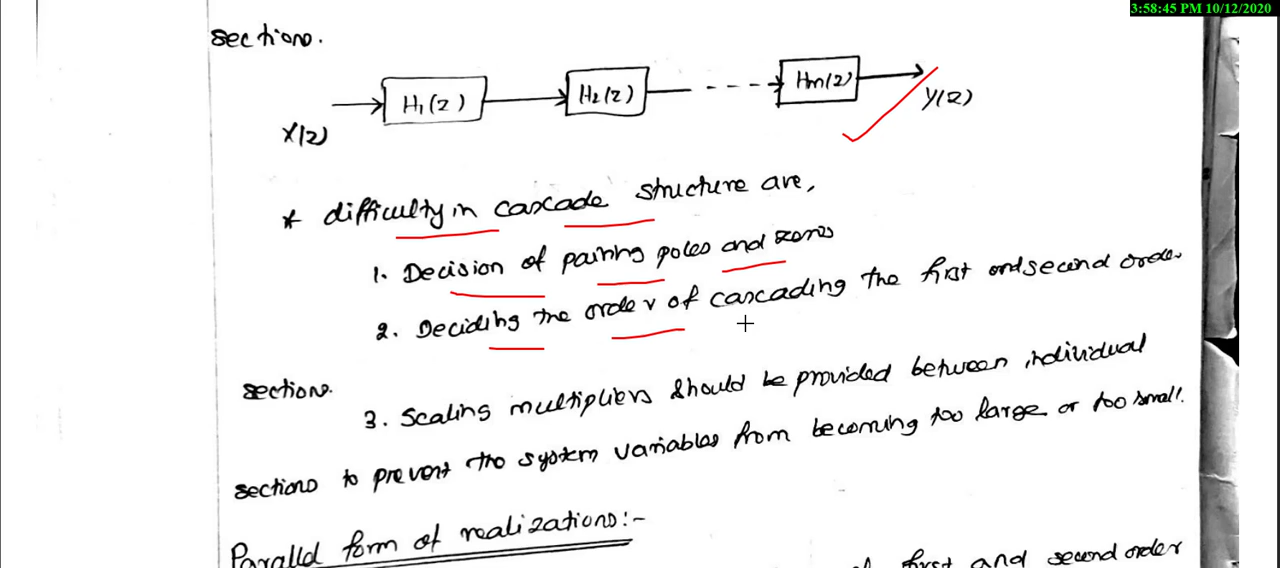 3:58:45 PM 10/12/2020
sections.
X(z) H₁(z) H₂(z) Hm(z) Y(z)
* difficulty in cascade structure are,
1. Decision of pairing poles and zeros
2. Deciding the order of cascading the first and second order
sections.
3. Scaling multipliers should be provided between individual
sections to prevent the system variables from becoming too large or too small.
Parallel form of realizations:-
first and second order